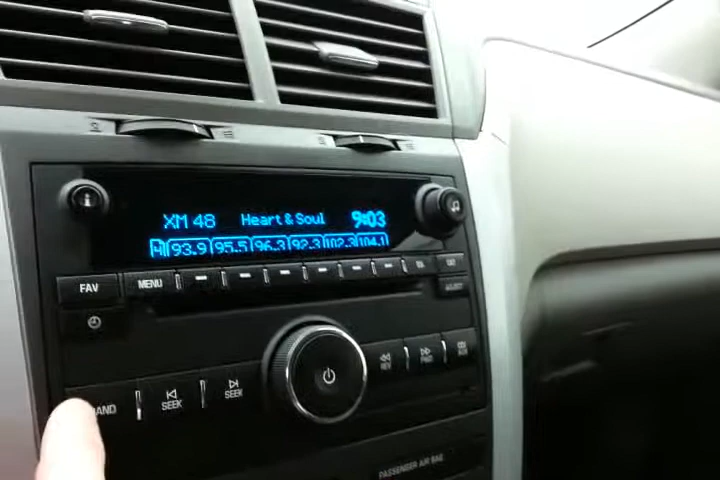 XM 48 Heart & Soul 9:03
93.9 95.5 96.3 92.3 102.3 104.1
FAV MENU
REV FWD
AND SEEK SEEK
PASSENGER AIR BAG